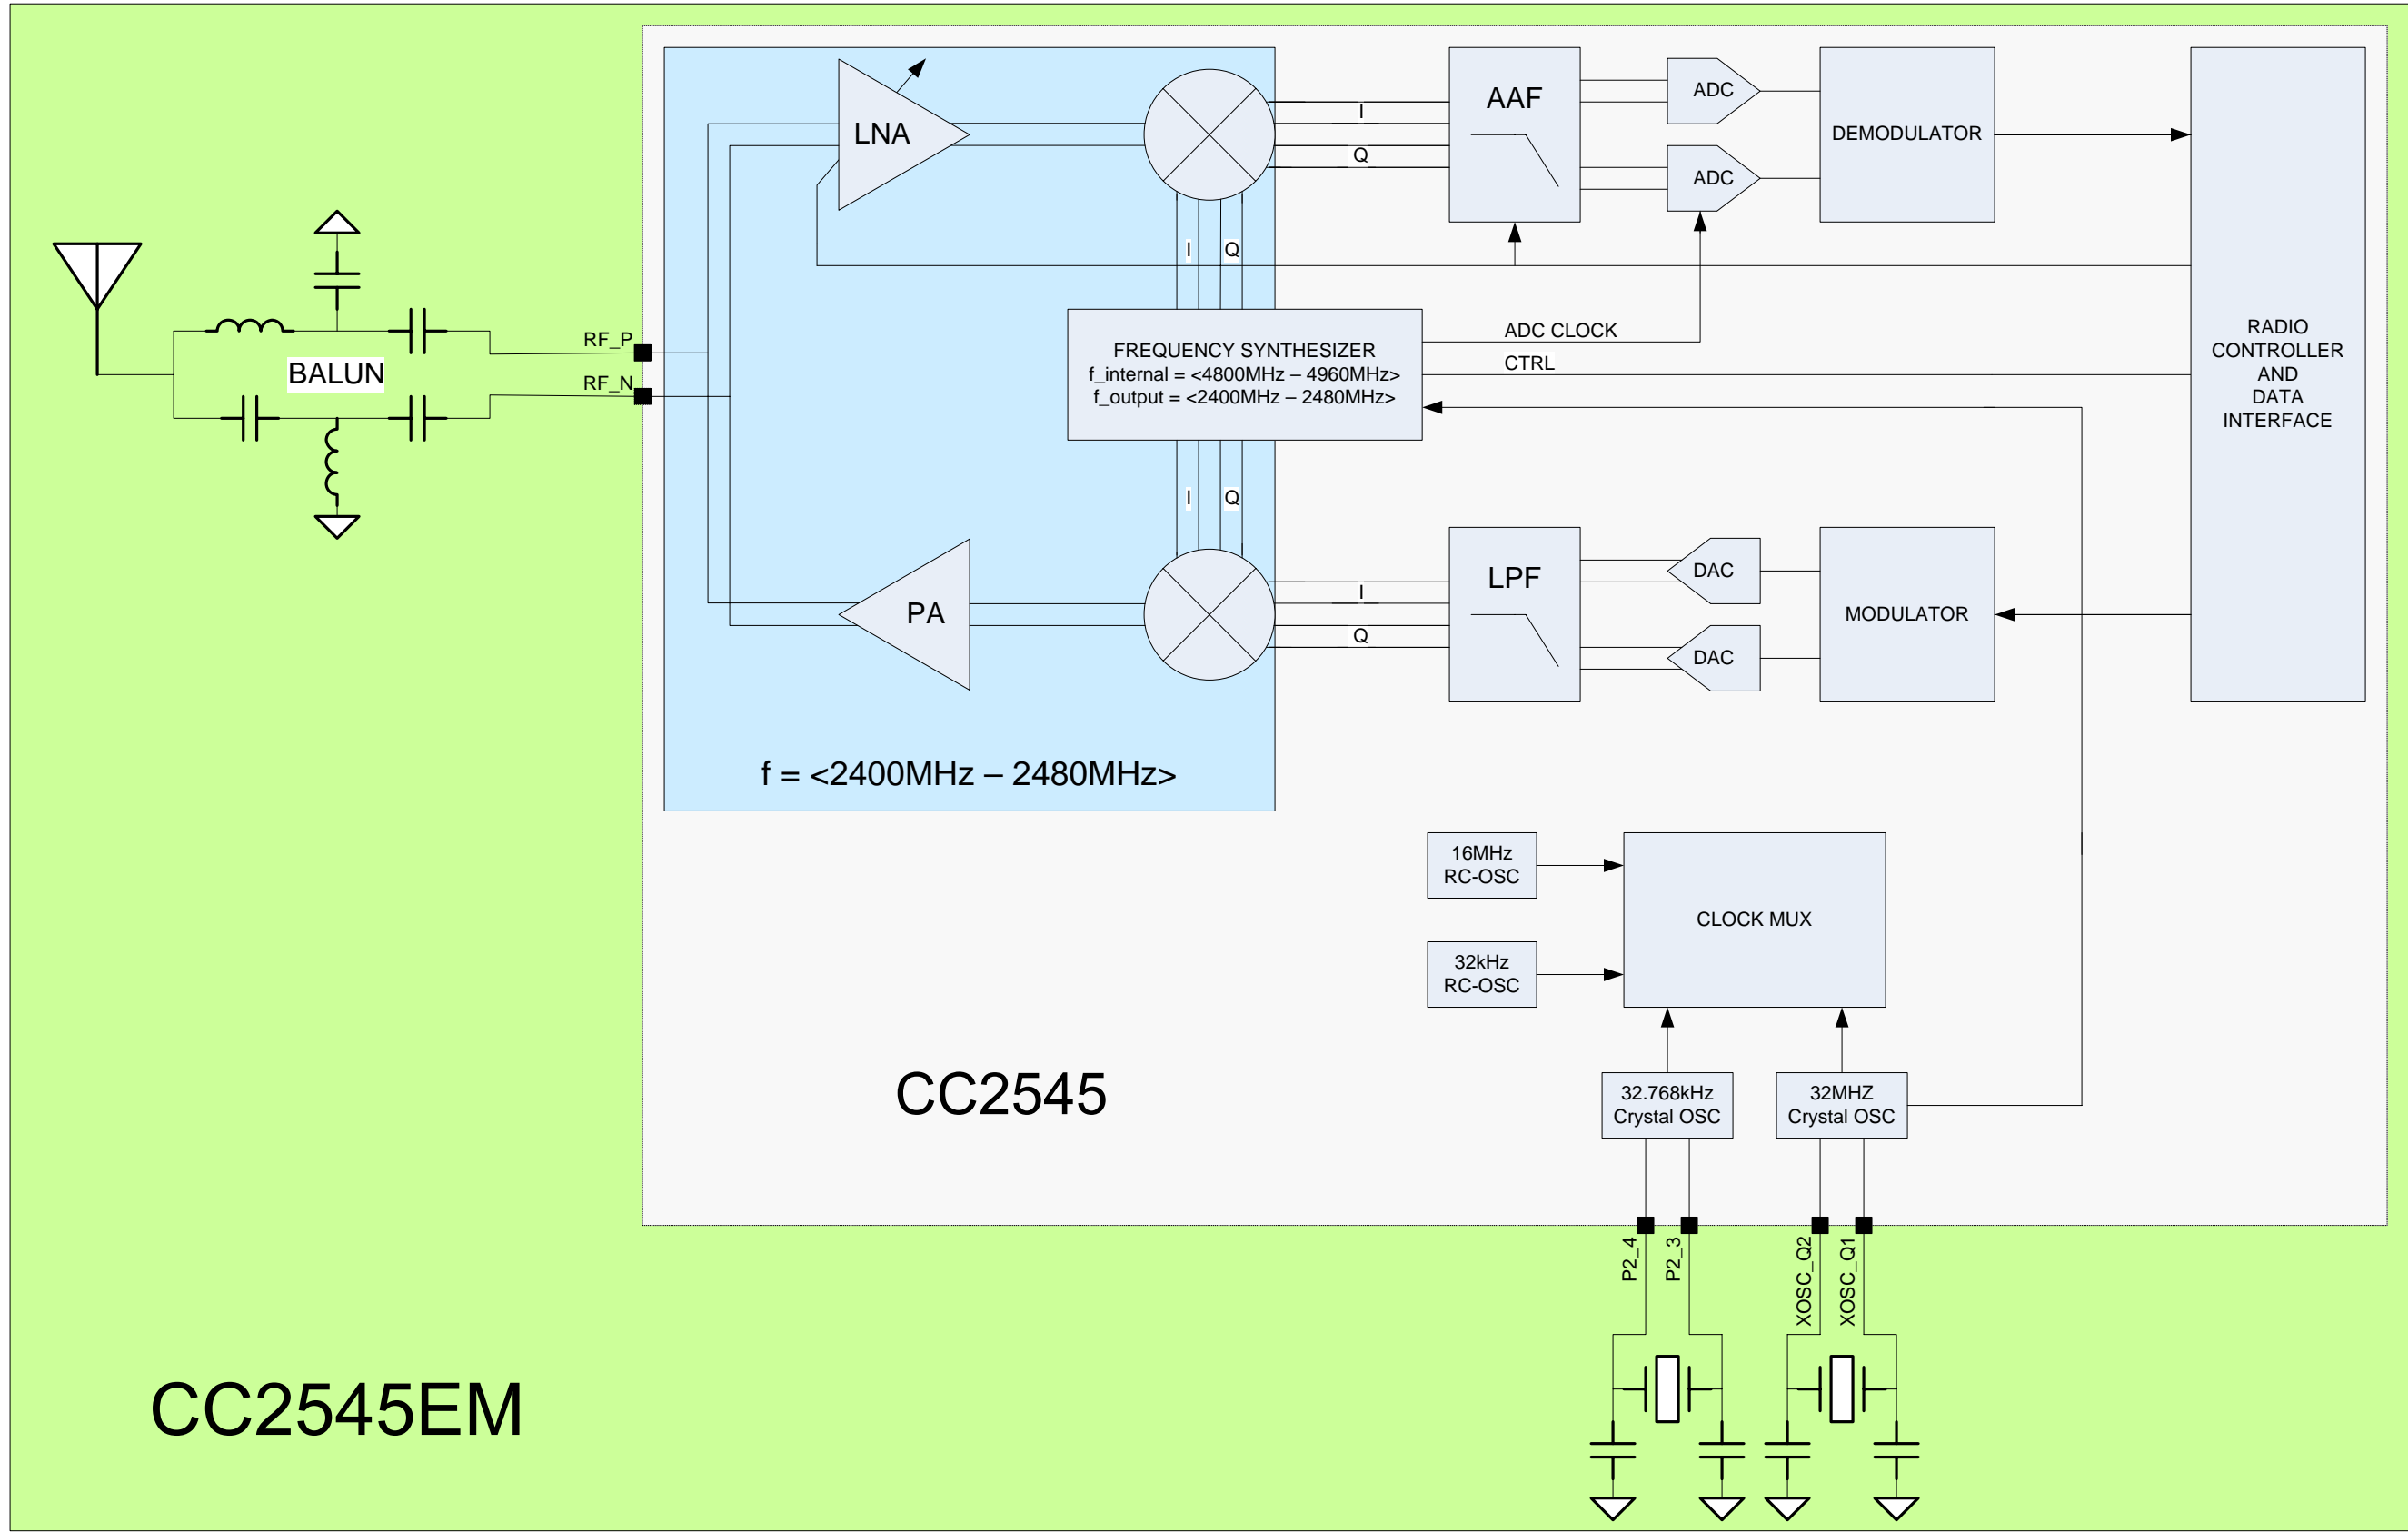 LNA
I
Q
AAF
ADC
ADC
DEMODULATOR
I
Q
RF_P
RF_N
BALUN
FREQUENCY SYNTHESIZER
f_internal = <4800MHz – 4960MHz>
f_output = <2400MHz – 2480MHz>
ADC CLOCK
CTRL
RADIO
CONTROLLER
AND
DATA
INTERFACE
I
Q
PA
I
Q
LPF
DAC
DAC
MODULATOR
f = <2400MHz – 2480MHz>
16MHz
RC-OSC
32kHz
RC-OSC
CLOCK MUX
CC2545
32.768kHz
Crystal OSC
32MHZ
Crystal OSC
P2_4
P2_3
XOSC_Q2
XOSC_Q1
CC2545EM